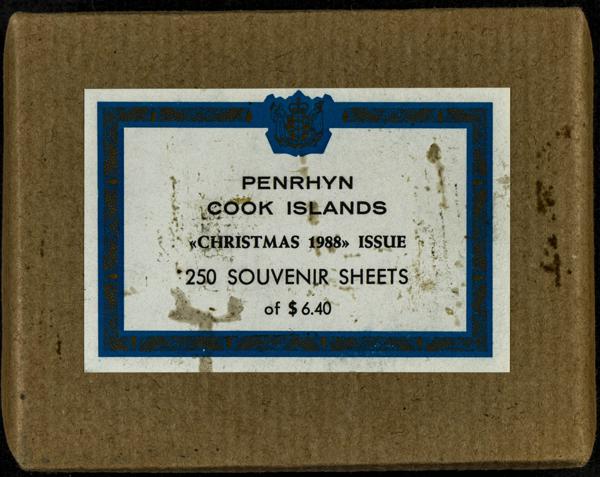 PENRHYN
COOK ISLANDS
«CHRISTMAS 1988» ISSUE
250 SOUVENIR SHEETS
of $6.40